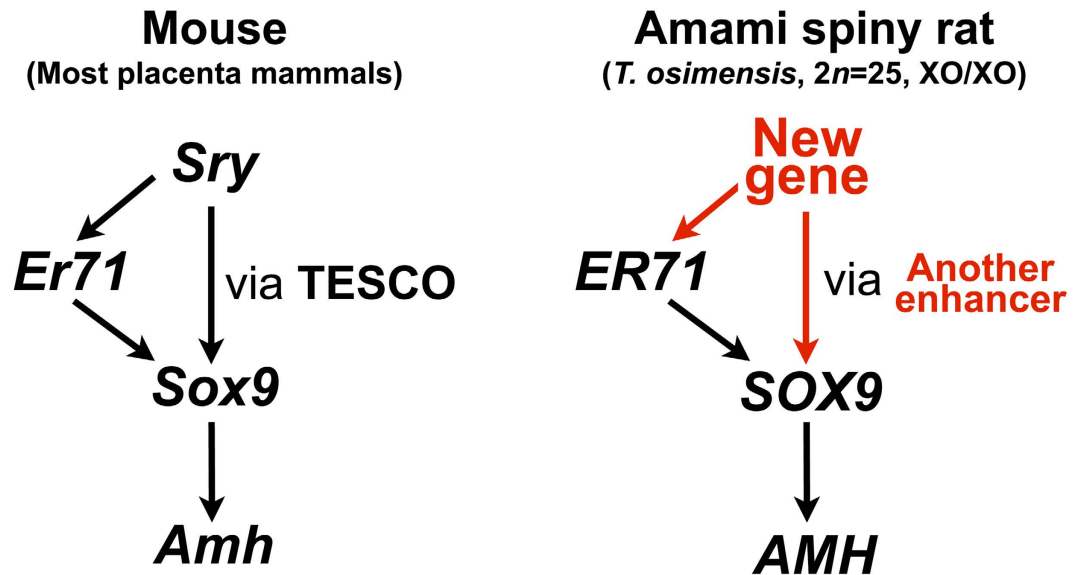 Mouse
(Most placenta mammals)
Sry
Er71
via TESCO
Sox9
Amh
Amami spiny rat
(T. osimensis, 2n=25, XO/XO)
New
gene
ER71
via Another
enhancer
SOX9
AMH